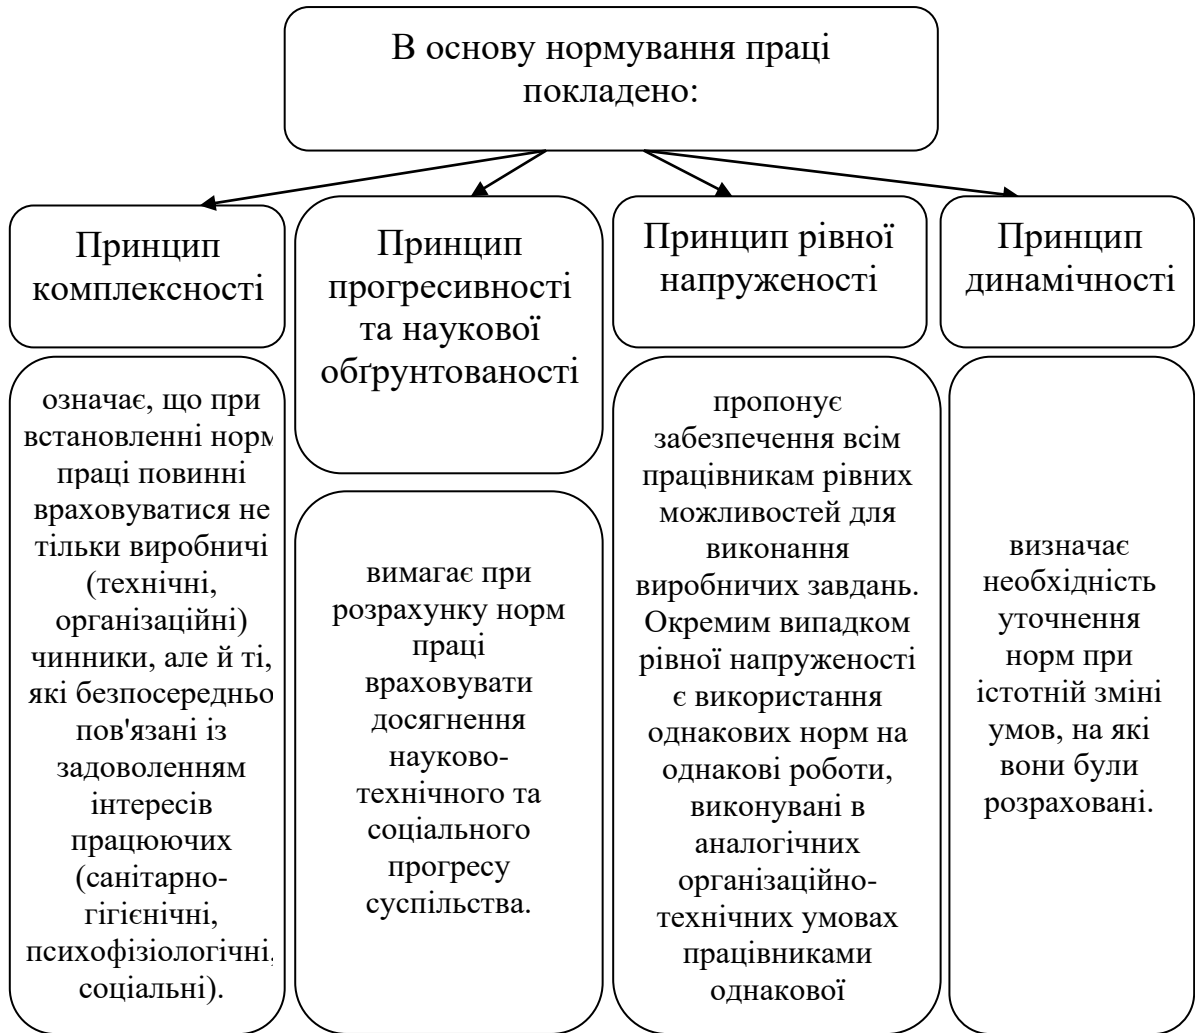 В основу нормування праці
покладено:
Принцип
комплексності
означає, що при
встановленні норм
праці повинні
враховуватися не
тільки виробничі
(технічні,
організаційні)
чинники, але й ті,
які безпосередньо
пов'язані із
задоволенням
інтересів
працюючих
(санітарно-
гігієнічні,
психофізіологічні,
соціальні).
Принцип
прогресивності
та наукової
обґрунтованості
вимагає при
розрахунку норм
праці
враховувати
досягнення
науково-
технічного та
соціального
прогресу
суспільства.
Принцип рівної
напруженості
пропонує
забезпечення всім
працівникам рівних
можливостей для
виконання
виробничих завдань.
Окремим випадком
рівної напруженості
є використання
однакових норм на
однакові роботи,
виконувані в
аналогічних
організаційно-
технічних умовах
працівниками
однакової
Принцип
динамічності
визначає
необхідність
уточнення
норм при
істотній зміні
умов, на які
вони були
розраховані.